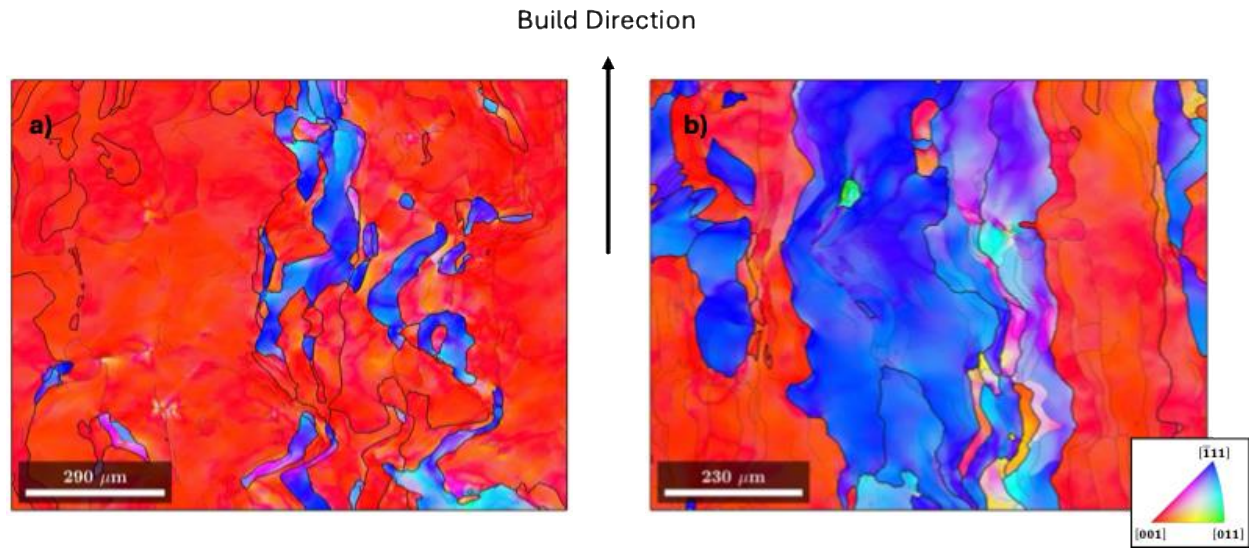 Build Direction
a)
b)
290 μm
230 μm
[1̅11]
[001]
[011]